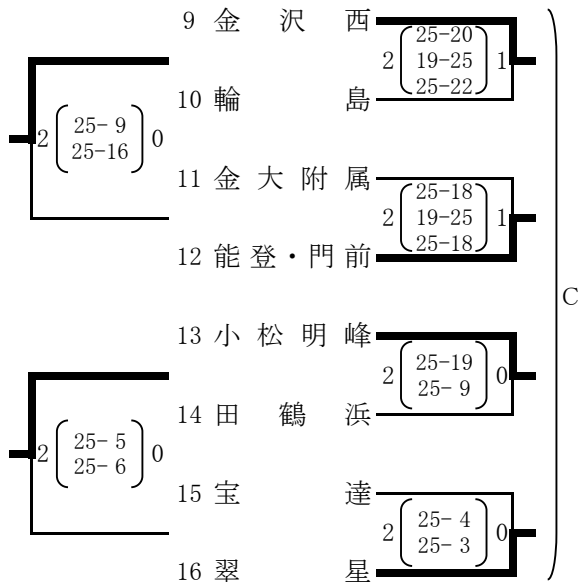 9 金沢西
2 25-20 1
19-25
25-22
10 輪島
2 25- 9 0
25-16
11 金大附属
2 25-18 1
19-25
25-18
12 能登・門前
C
13 小松明峰
2 25-19 0
25- 9
14 田鶴浜
2 25- 5 0
25- 6
15 宝達
2 25- 4 0
25- 3
16 翠星